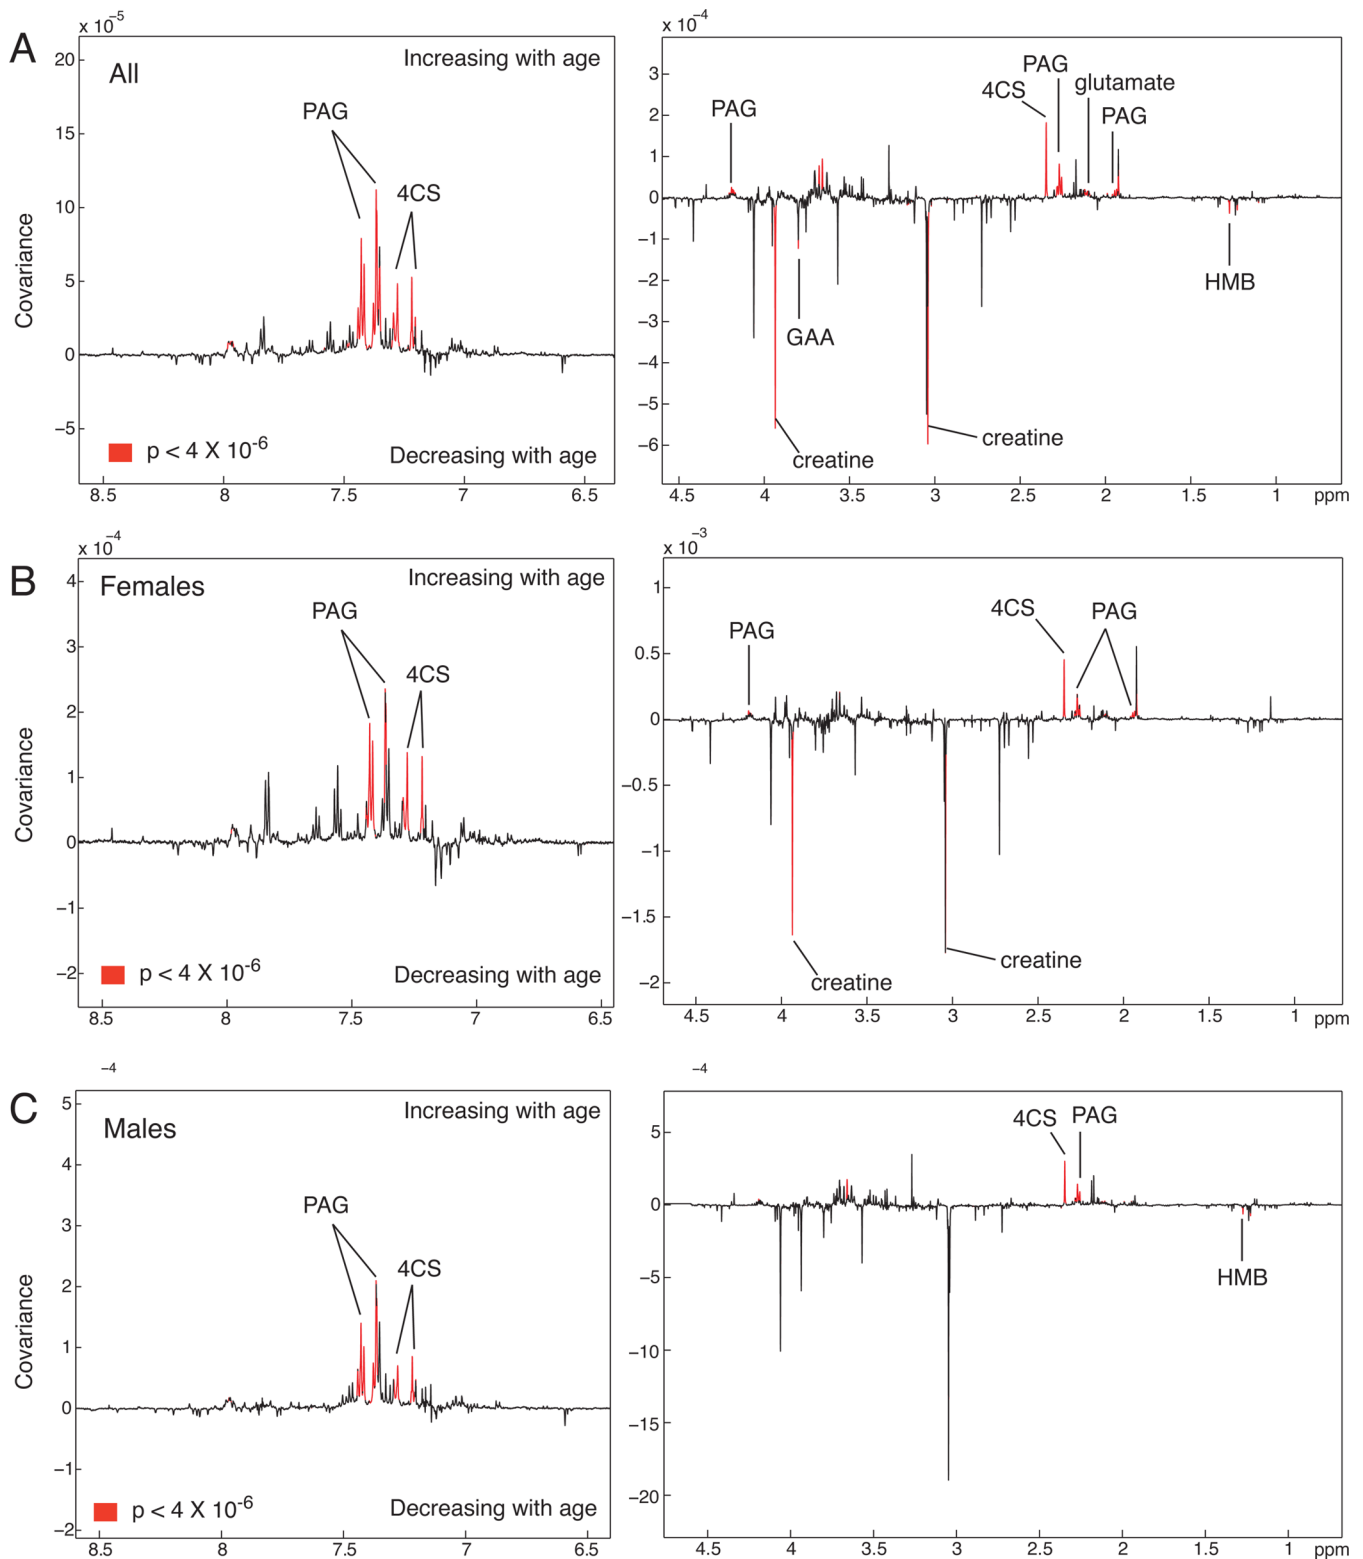 A
x 10-5
All
Increasing with age
PAG
4CS
Covariance
20
15
10
5
0
−5
p < 4 X 10-6
Decreasing with age
8.5 8 7.5 7 6.5
x 10-4
PAG
4CS
PAG
glutamate
PAG
GAA
HMB
creatine
creatine
3
2
1
0
−1
−2
−3
−4
−5
−6
4.5 4 3.5 3 2.5 2 1.5 1 ppm
B
x 10-4
Females
Increasing with age
PAG
4CS
Covariance
4
3
2
1
0
−1
−2
p < 4 X 10-6
Decreasing with age
8.5 8 7.5 7 6.5
x 10-3
PAG
4CS
PAG
creatine
creatine
1
0.5
0
−0.5
−1
−1.5
−2
4.5 4 3.5 3 2.5 2 1.5 1 ppm
C
−4
Males
Increasing with age
PAG
4CS
Covariance
5
4
3
2
1
0
−1
−2
p < 4 X 10-6
Decreasing with age
8.5 8 7.5 7 6.5
−4
4CS
PAG
HMB
5
0
−5
−10
−15
−20
4.5 4 3.5 3 2.5 2 1.5 1 ppm